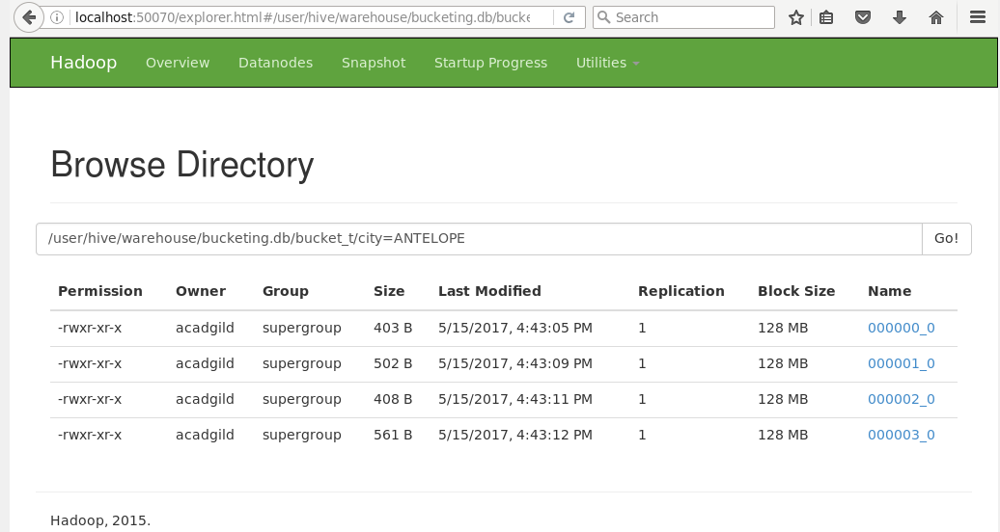 localhost:50070/explorer.html#/user/hive/warehouse/bucketing.db/bucke
Search
Hadoop Overview Datanodes Snapshot Startup Progress Utilities
Browse Directory
/user/hive/warehouse/bucketing.db/bucket_t/city=ANTELOPE Go!
Permission Owner Group Size Last Modified Replication Block Size Name
-rwxr-xr-x acadgild supergroup 403 B 5/15/2017, 4:43:05 PM 1 128 MB 000000_0
-rwxr-xr-x acadgild supergroup 502 B 5/15/2017, 4:43:09 PM 1 128 MB 000001_0
-rwxr-xr-x acadgild supergroup 408 B 5/15/2017, 4:43:11 PM 1 128 MB 000002_0
-rwxr-xr-x acadgild supergroup 561 B 5/15/2017, 4:43:12 PM 1 128 MB 000003_0
Hadoop, 2015.